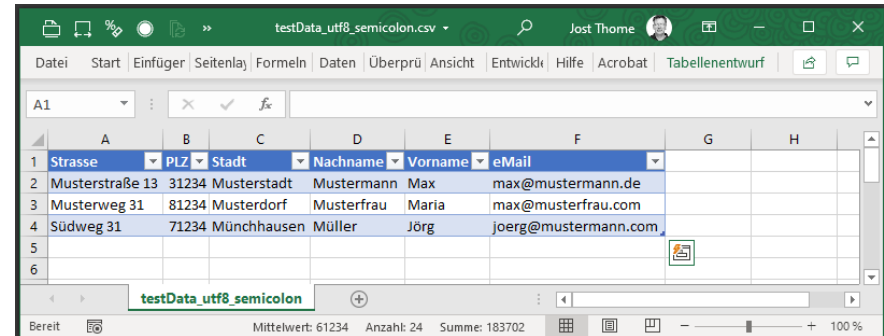 testData_utf8_semicolon.csv Jost Thome
Datei Start Einfüger Seitenlay Formeln Daten Überprü Ansicht Entwickle Hilfe Acrobat Tabellenentwurf
A1 fx
A B C D E F G H
1 Strasse PLZ Stadt Nachname Vorname eMail
2 Musterstraße 13 31234 Musterstadt Mustermann Max max@mustermann.de
3 Musterweg 31 81234 Musterdorf Musterfrau Maria max@musterfrau.com
4 Südweg 31 71234 Münchhausen Müller Jörg joerg@mustermann.com
5
6
testData_utf8_semicolon
Bereit Mittelwert: 61234 Anzahl: 24 Summe: 183702 100 %